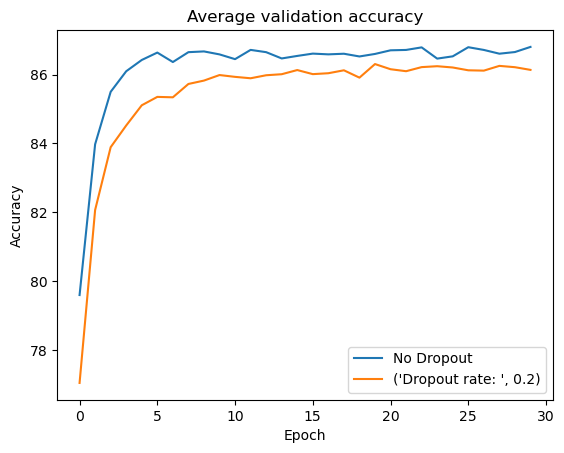 Average validation accuracy
Accuracy
86
84
82
80
78
No Dropout
('Dropout rate: ', 0.2)
0
5
10
15
20
25
30
Epoch